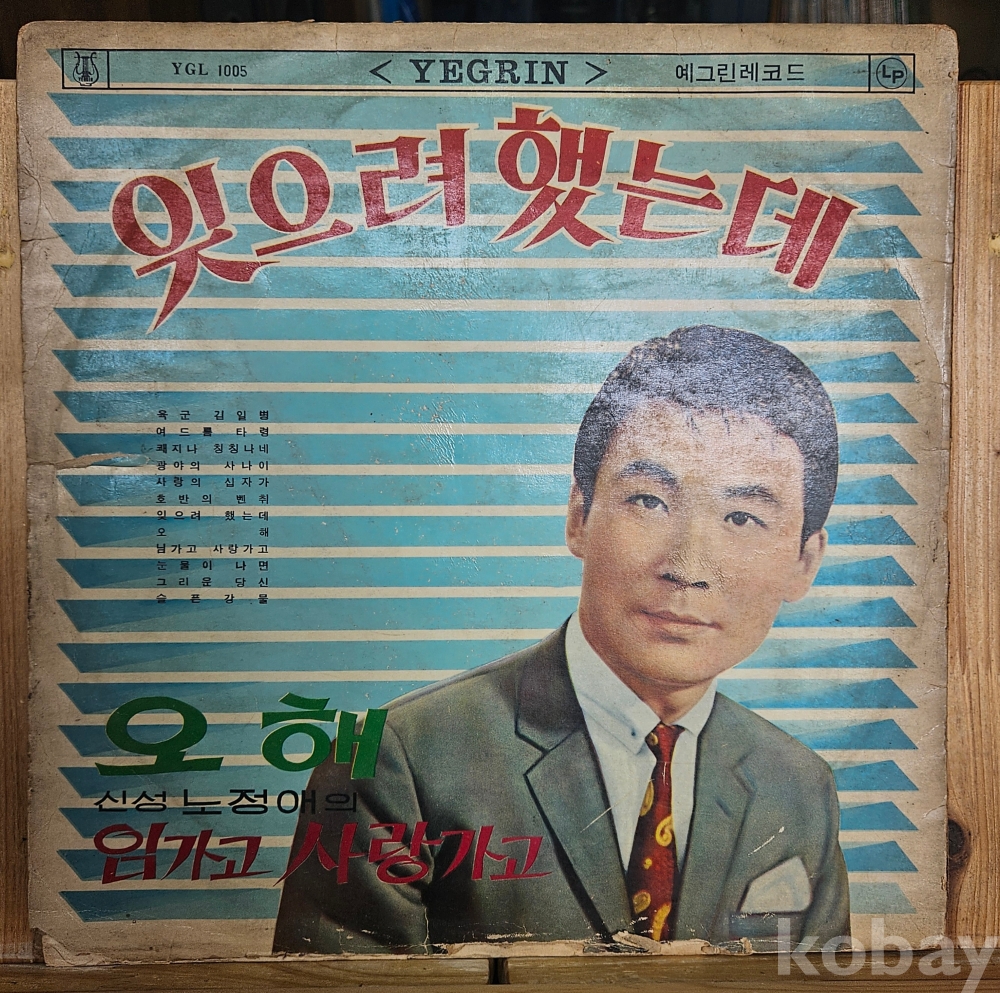 YGL 1005 < YEGRIN > 예그린레코드 LP
잊으려 했는데
육군 김일병
여드름 타령
쾌지나 칭칭나네
광야의 사나이
사랑의 십자가
호반의 벤취
잊으려 했는데
오해
님가고 사랑가고
눈물이 나면
그리운 당신
슬픈강물
오해
신성 노정애의
임가고 사랑가고
kobay